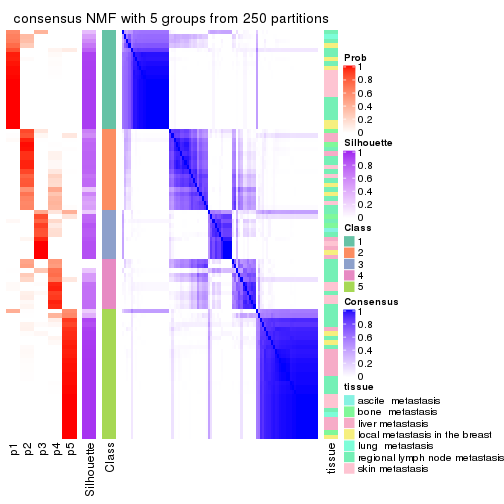 consensus NMF with 5 groups from 250 partitions
Prob
1
0.8
0.6
0.4
0.2
0
Silhouette
1
0.8
0.6
0.4
0.2
0
Class
1
2
3
4
5
Consensus
1
0.8
0.6
0.4
0.2
0
tissue
ascite metastasis
bone metastasis
liver metastasis
local metastasis in the breast
lung metastasis
regional lymph node metastasis
skin metastasis
p1
p2
p3
p4
p5
Silhouette
Class
tissue